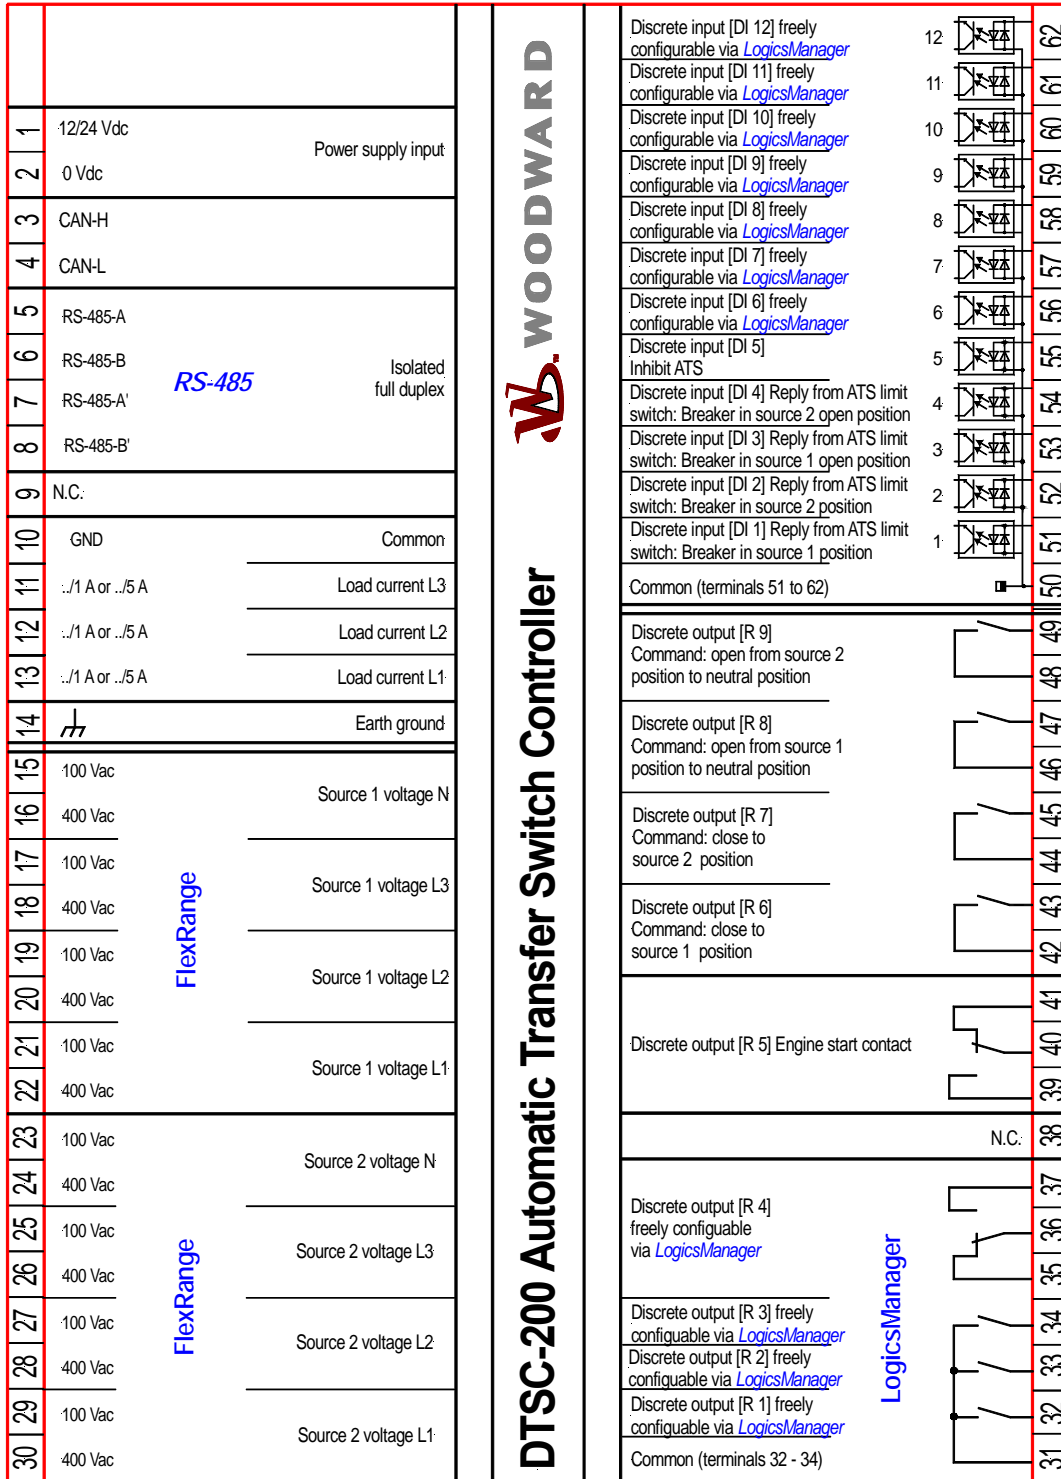 1
12/24 Vdc
Power supply input
2
0 Vdc
3
CAN-H
4
CAN-L
5
RS-485-A
6
RS-485-B
RS-485
Isolated
full duplex
7
RS-485-A'
8
RS-485-B'
9
N.C.
10
GND
Common
11
../1 A or ../5 A
Load current L3
12
../1 A or ../5 A
Load current L2
13
../1 A or ../5 A
Load current L1
14
Earth ground
15
100 Vac
Source 1 voltage N
16
400 Vac
17
100 Vac
Source 1 voltage L3
18
400 Vac
FlexRange
19
100 Vac
Source 1 voltage L2
20
400 Vac
21
100 Vac
Source 1 voltage L1
22
400 Vac
23
100 Vac
Source 2 voltage N
24
400 Vac
25
100 Vac
Source 2 voltage L3
26
400 Vac
FlexRange
27
100 Vac
Source 2 voltage L2
28
400 Vac
29
100 Vac
Source 2 voltage L1
30
400 Vac
WOODWARD
DTSC-200 Automatic Transfer Switch Controller
Discrete input [DI 12] freely
configurable via LogicsManager
12
62
Discrete input [DI 11] freely
configurable via LogicsManager
11
61
Discrete input [DI 10] freely
configurable via LogicsManager
10
60
Discrete input [DI 9] freely
configurable via LogicsManager
9
59
Discrete input [DI 8] freely
configurable via LogicsManager
8
58
Discrete input [DI 7] freely
configurable via LogicsManager
7
57
Discrete input [DI 6] freely
configurable via LogicsManager
6
56
Discrete input [DI 5]
Inhibit ATS
5
55
Discrete input [DI 4] Reply from ATS limit
switch: Breaker in source 2 open position
4
54
Discrete input [DI 3] Reply from ATS limit
switch: Breaker in source 1 open position
3
53
Discrete input [DI 2] Reply from ATS limit
switch: Breaker in source 2 position
2
52
Discrete input [DI 1] Reply from ATS limit
switch: Breaker in source 1 position
1
51
Common (terminals 51 to 62)
50
Discrete output [R 9]
Command: open from source 2
position to neutral position
49
48
Discrete output [R 8]
Command: open from source 1
position to neutral position
47
46
Discrete output [R 7]
Command: close to
source 2 position
45
44
Discrete output [R 6]
Command: close to
source 1 position
43
42
41
Discrete output [R 5] Engine start contact
40
39
N.C.
38
37
Discrete output [R 4]
freely configuable
via LogicsManager
36
35
LogicsManager
Discrete output [R 3] freely
configuable via LogicsManager
34
Discrete output [R 2] freely
configuable via LogicsManager
33
Discrete output [R 1] freely
configuable via LogicsManager
32
Common (terminals 32 - 34)
31